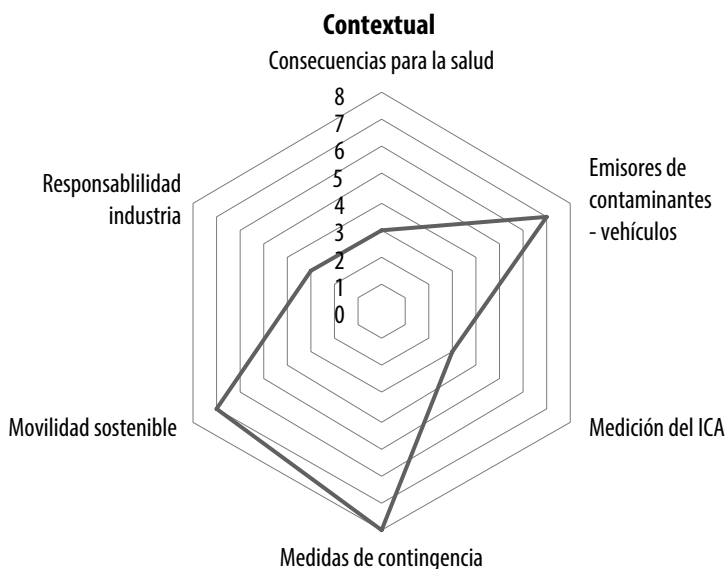 Contextual
Consecuencias para la salud
8
7
6
5
4
3
2
1
0
Emisores de
contaminantes
- vehículos
Responsablilidad
industria
Movilidad sostenible
Medición del ICA
Medidas de contingencia